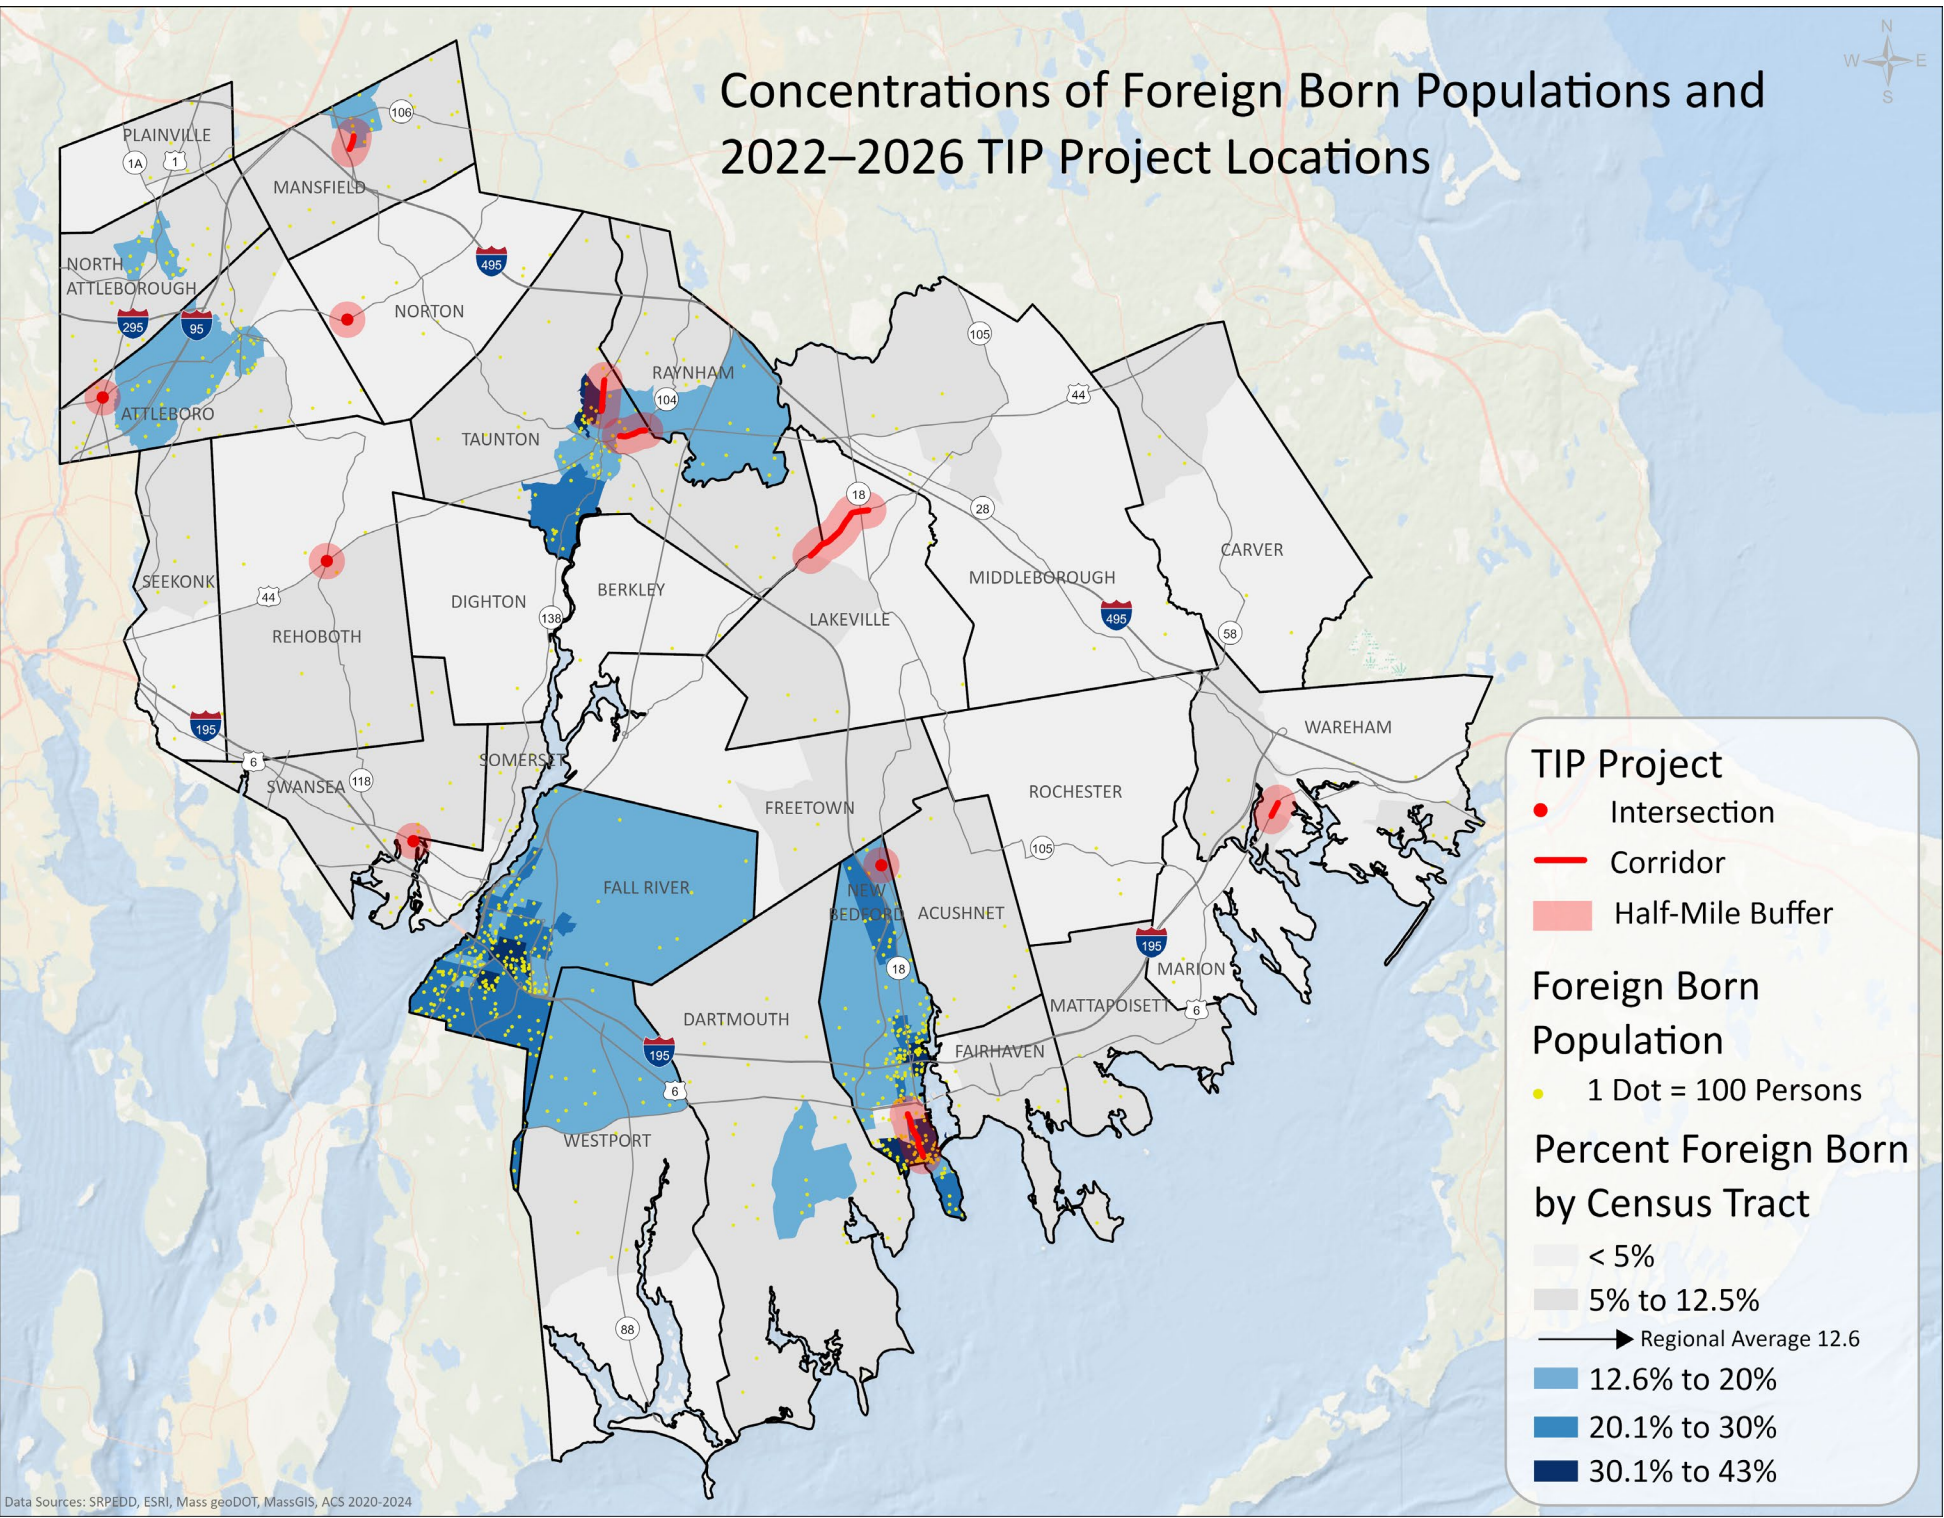 N
W E
S
Concentrations of Foreign Born Populations and
2022–2026 TIP Project Locations
106
PLAINVILLE
1A
1
MANSFIELD
NORTH
ATTLEBOROUGH
495
NORTON
295
95
105
RAYNHAM
104
44
ATTLEBORO
TAUNTON
18
28
CARVER
SEEKONK
44
REHOBOTH
DIGHTON
138
BERKLEY
MIDDLEBOROUGH
495
LAKEVILLE
58
195
6
SWANSEA
118
SOMERSET
WAREHAM
FREETOWN
ROCHESTER
105
FALL RIVER
NEW
BEDFORD
ACUSHNET
18
195
MARION
MATTAPOISETT
6
DARTMOUTH
195
FAIRHAVEN
6
WESTPORT
88
TIP Project
Intersection
Corridor
Half-Mile Buffer
Foreign Born
Population
1 Dot = 100 Persons
Percent Foreign Born
by Census Tract
< 5%
5% to 12.5%
Regional Average 12.6
12.6% to 20%
20.1% to 30%
30.1% to 43%
Data Sources: SRPEDD, ESRI, Mass geoDOT, MassGIS, ACS 2020-2024